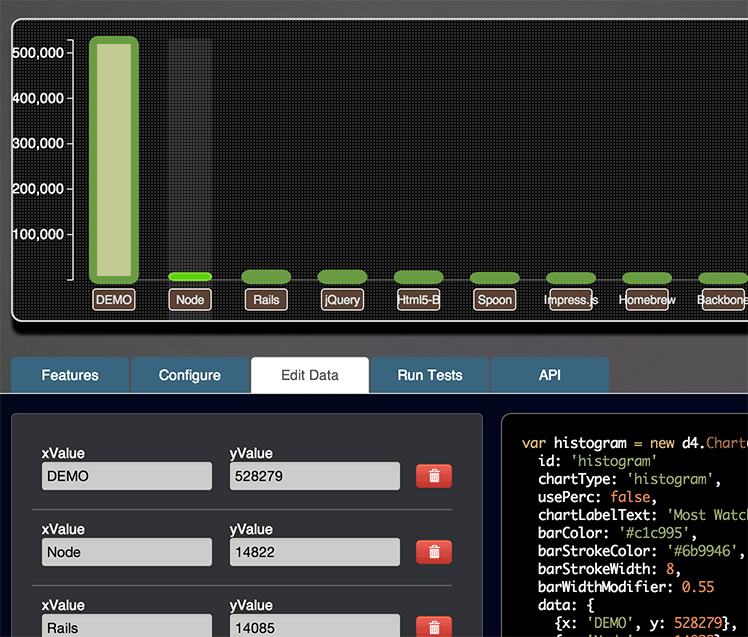 500,000
400,000
300,000
200,000
100,000
DEMO Node Rails jQuery Html5-B Spoon Impress.js Homebrew Backbone
Features Configure Edit Data Run Tests API
xValue yValue
DEMO 528279
xValue yValue
Node 14822
xValue yValue
Rails 14085
var histogram = new d4.Chart
id: 'histogram'
chartType: 'histogram',
usePerc: false,
chartLabelText: 'Most Watch
barColor: '#c1c995',
barStrokeColor: '#6b9946',
barStrokeWidth: 8,
barWidthModifier: 0.55
data: {
{x: 'DEMO', y: 528279},